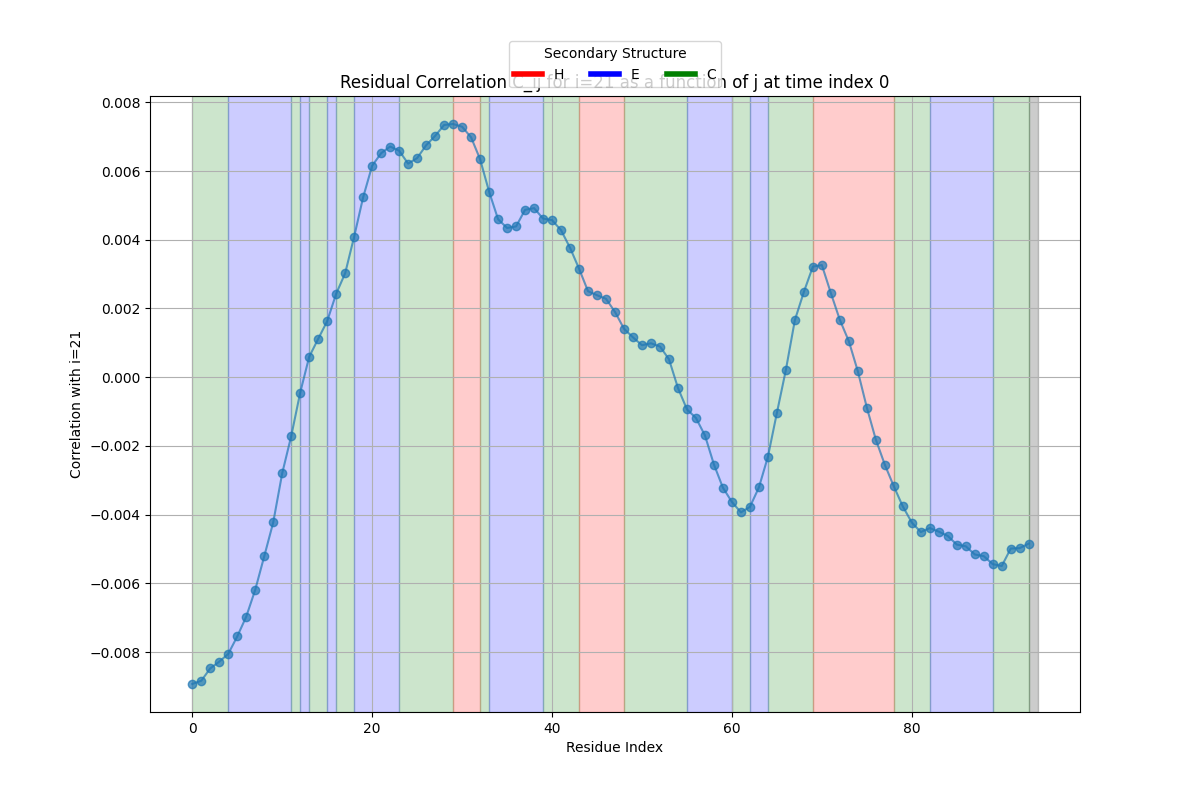 Secondary Structure
H E C
Residual Correlation C_ij for i=21 as a function of j at time index 0
0.008
0.006
0.004
0.002
0.000
−0.002
−0.004
−0.006
−0.008
Correlation with i=21
0 20 40 60 80
Residue Index